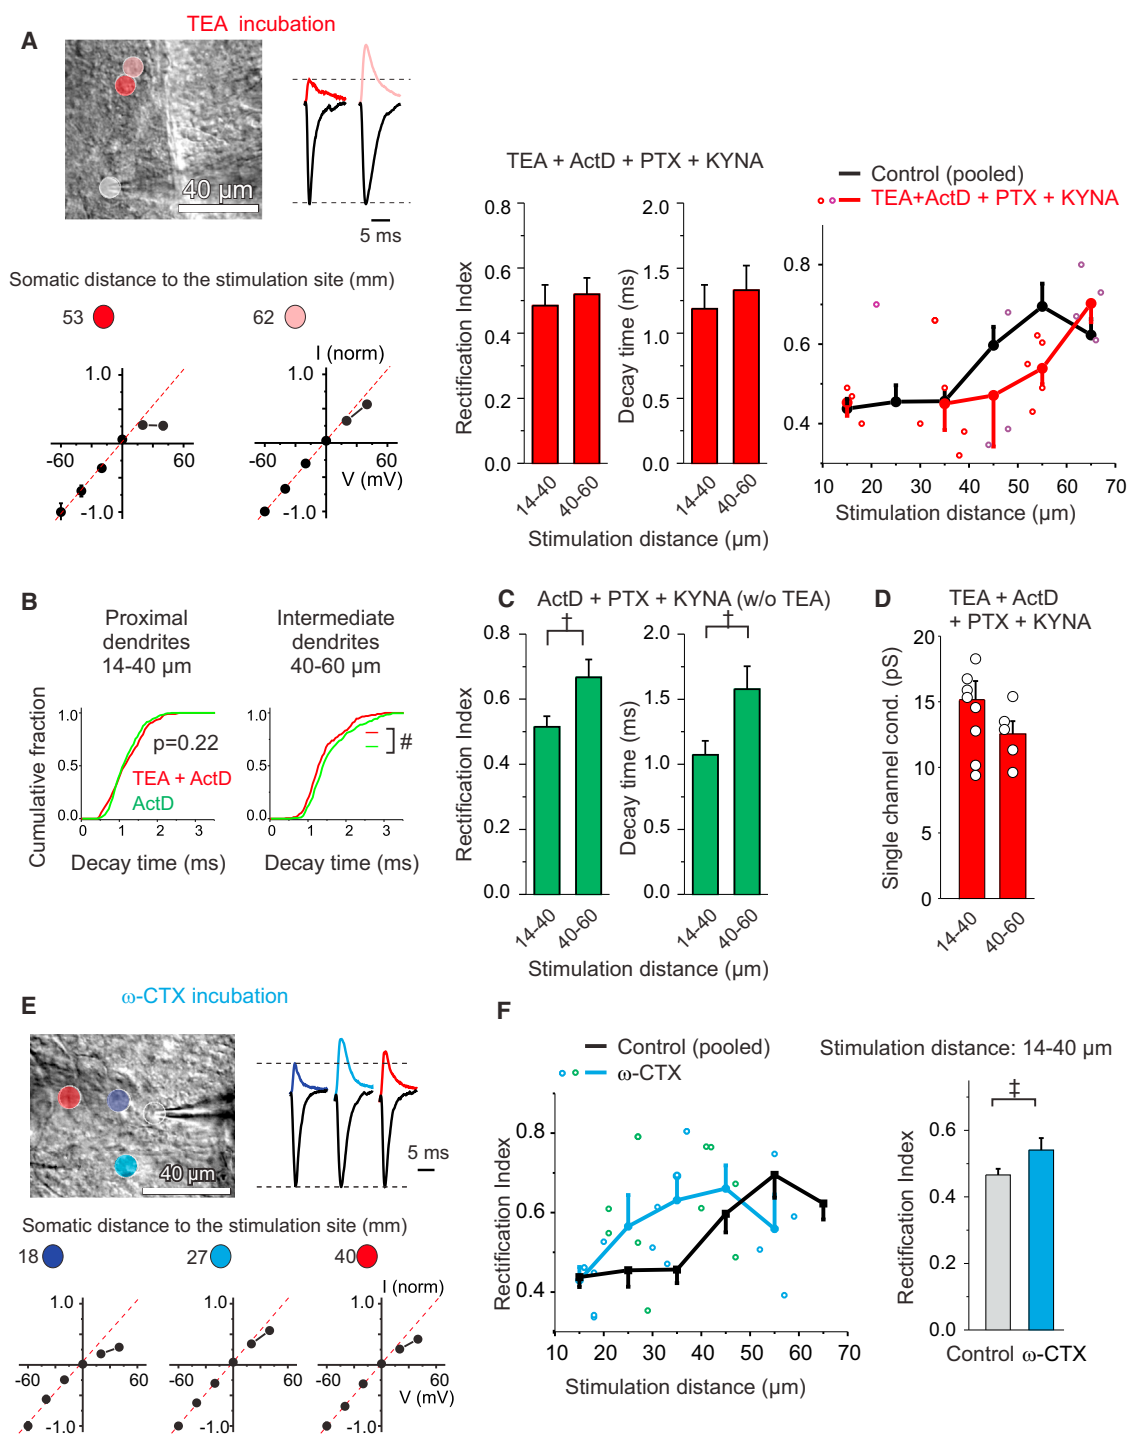 A
TEA incubation
40 µm
5 ms
Somatic distance to the stimulation site (mm)
53
62
I (norm)
1.0
-60
60
-1.0
1.0
-60
60
V (mV)
-1.0
TEA + ActD + PTX + KYNA
Rectification Index
0.8
0.6
0.4
0.2
0.0
14-40
40-60
Decay time (ms)
2.0
1.5
1.0
0.5
0.0
14-40
40-60
Stimulation distance (µm)
Control (pooled)
TEA+ActD + PTX + KYNA
0.8
0.6
0.4
10 20 30 40 50 60 70
Stimulation distance (µm)
B
Proximal
dendrites
14-40 µm
Intermediate
dendrites
40-60 µm
Cumulative fraction
1.0
0.5
0.0
p=0.22
TEA + ActD
ActD
0 1 2 3
Decay time (ms)
1.0
0.5
0.0
#
0 1 2 3
Decay time (ms)
C
ActD + PTX + KYNA (w/o TEA)
Rectification Index
0.8
0.6
0.4
0.2
0.0
†
14-40
40-60
Decay time (ms)
2.0
1.5
1.0
0.5
0.0
†
14-40
40-60
Stimulation distance (µm)
D
TEA + ActD
+ PTX + KYNA
Single channel cond. (pS)
20
15
10
5
0
14-40
40-60
E
ω-CTX incubation
40 µm
5 ms
Somatic distance to the stimulation site (mm)
18
27
40
I (norm)
1.0
-60
60
-1.0
1.0
-60
60
-1.0
1.0
-60
60
V (mV)
-1.0
F
Control (pooled)
ω-CTX
Rectification Index
0.8
0.6
0.4
10 20 30 40 50 60 70
Stimulation distance (µm)
Stimulation distance: 14-40 µm
Rectification Index
0.6
0.4
0.2
0.0
‡
Control ω-CTX